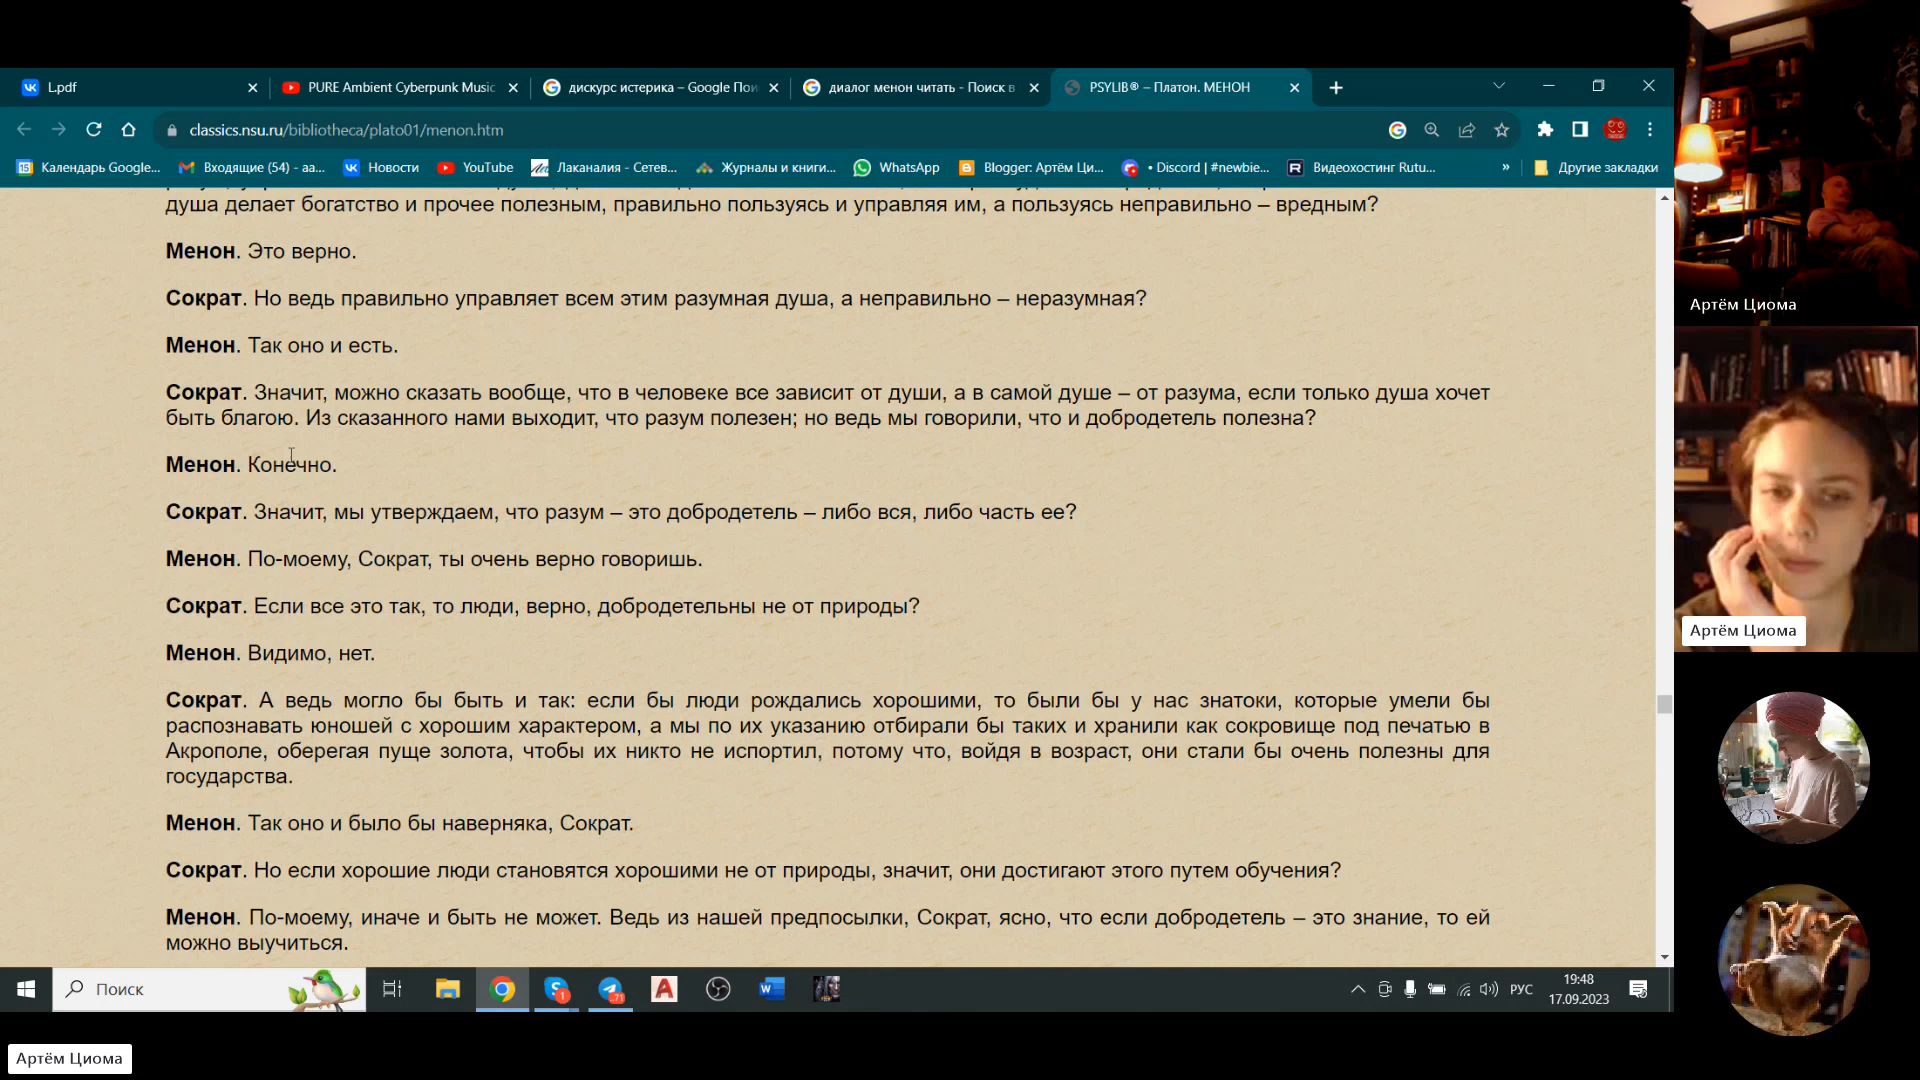 L.pdf
PURE Ambient Cyberpunk Music
дискурс истерика – Google Пои
диалог менон читать - Поиск в
PSYLIB® – Платон. МЕНОН
classics.nsu.ru/bibliotheca/plato01/menon.htm
Календарь Google...
Входящие (54) - aa...
Новости
YouTube
Лаканалия - Сетев...
Журналы и книги...
WhatsApp
Blogger: Артём Ци...
• Discord | #newbie...
Видеохостинг Rutu...
»
Другие закладки
душа делает богатство и прочее полезным, правильно пользуясь и управляя им, а пользуясь неправильно – вредным?
Менон. Это верно.
Сократ. Но ведь правильно управляет всем этим разумная душа, а неправильно – неразумная?
Менон. Так оно и есть.
Сократ. Значит, можно сказать вообще, что в человеке все зависит от души, а в самой душе – от разума, если только душа хочет
быть благою. Из сказанного нами выходит, что разум полезен; но ведь мы говорили, что и добродетель полезна?
Менон. Конечно.
Сократ. Значит, мы утверждаем, что разум – это добродетель – либо вся, либо часть ее?
Менон. По-моему, Сократ, ты очень верно говоришь.
Сократ. Если все это так, то люди, верно, добродетельны не от природы?
Менон. Видимо, нет.
Сократ. А ведь могло бы быть и так: если бы люди рождались хорошими, то были бы у нас знатоки, которые умели бы
распознавать юношей с хорошим характером, а мы по их указанию отбирали бы таких и хранили как сокровище под печатью в
Акрополе, оберегая пуще золота, чтобы их никто не испортил, потому что, войдя в возраст, они стали бы очень полезны для
государства.
Менон. Так оно и было бы наверняка, Сократ.
Сократ. Но если хорошие люди становятся хорошими не от природы, значит, они достигают этого путем обучения?
Менон. По-моему, иначе и быть не может. Ведь из нашей предпосылки, Сократ, ясно, что если добродетель – это знание, то ей
можно выучиться.
Поиск
РУС
19:48
17.09.2023
Артём Циома
Артём Циома
Артём Циома